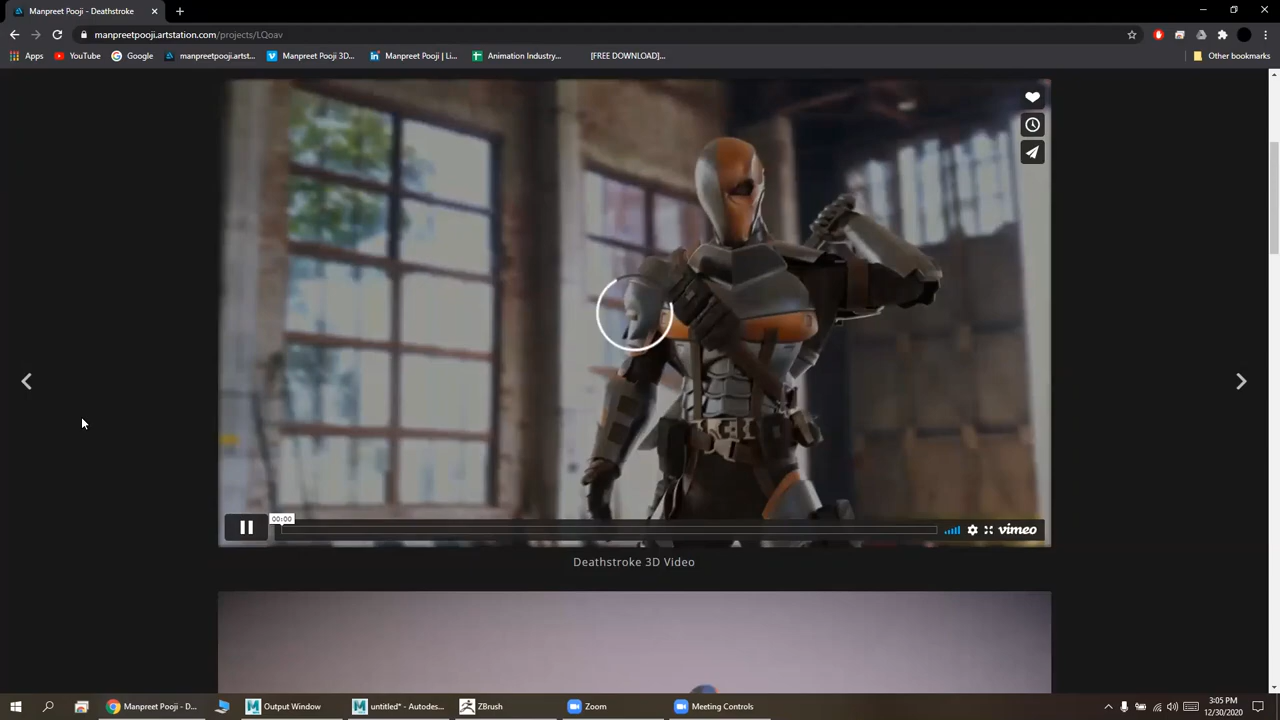 Manpreet Pooji - Deathstroke
manpreetpooji.artstation.com/projects/LQoav
Apps
YouTube
Google
manpreetpooji.artst...
Manpreet Pooji 3D...
Manpreet Pooji | Li...
Animation Industry...
[FREE DOWNLOAD]...
Other bookmarks
00:00
vimeo
Deathstroke 3D Video
Manpreet Pooji - D...
Output Window
untitled* - Autodes...
ZBrush
Zoom
Meeting Controls
3:05 PM
12/30/2020